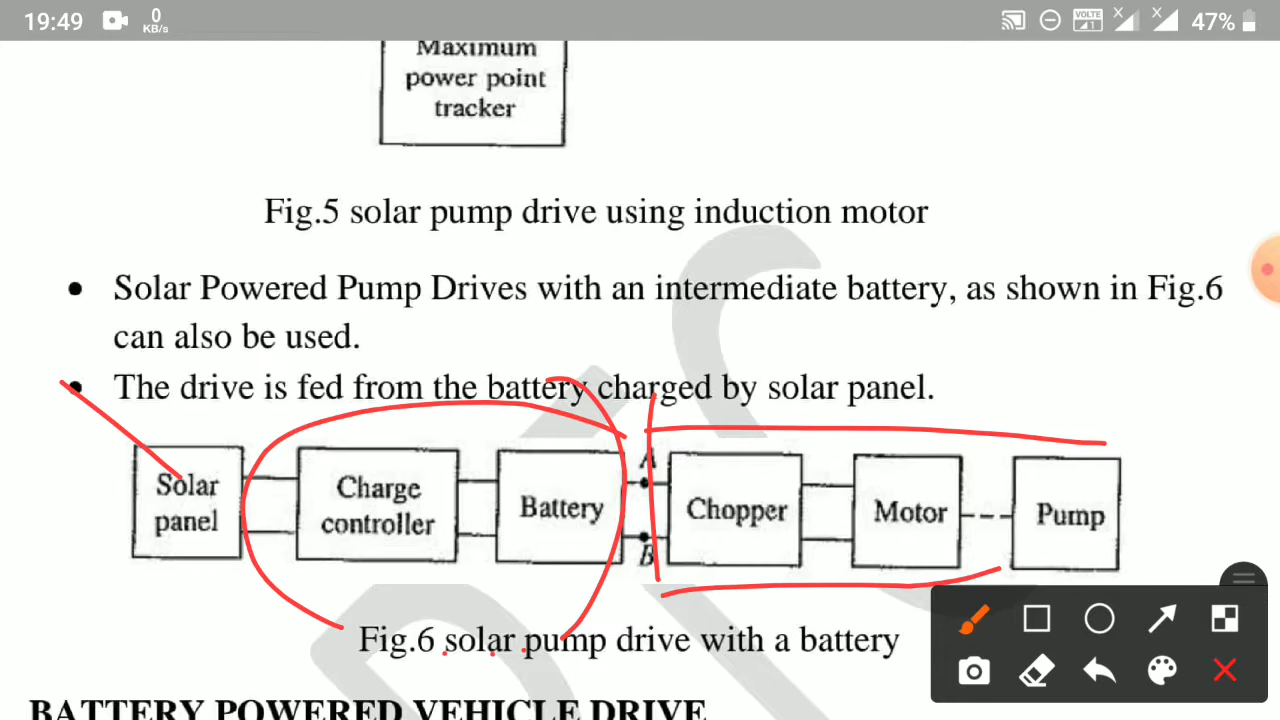 19:49 0 KB/s VOLTE 47%
Maximum
power point
tracker
Fig.5 solar pump drive using induction motor
• Solar Powered Pump Drives with an intermediate battery, as shown in Fig.6
can also be used.
• The drive is fed from the battery charged by solar panel.
Solar
panel
Charge
controller
Battery
A
B
Chopper
Motor
Pump
Fig.6 solar pump drive with a battery
BATTERY POWERED VEHICLE DRIVE